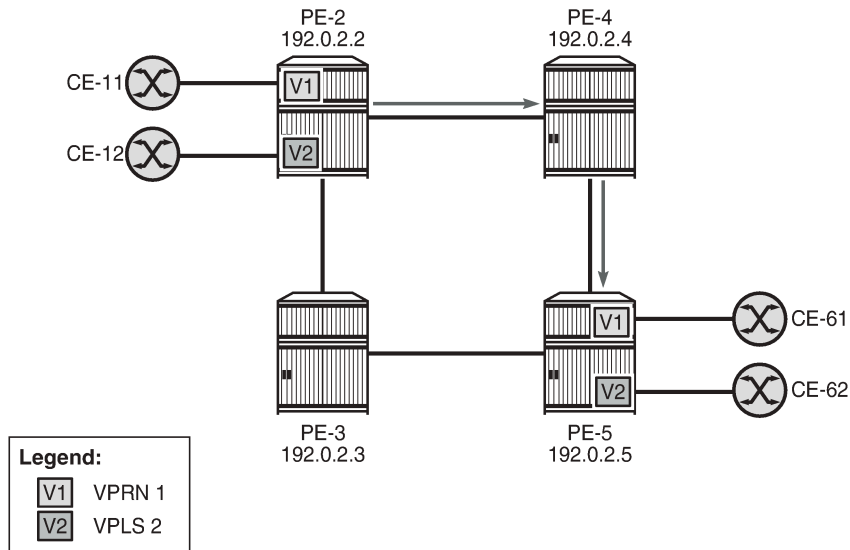 PE-2
192.0.2.2
PE-4
192.0.2.4
CE-11
V1
CE-12
V2
V1
CE-61
V2
CE-62
PE-3
192.0.2.3
PE-5
192.0.2.5
Legend:
V1 VPRN 1
V2 VPLS 2